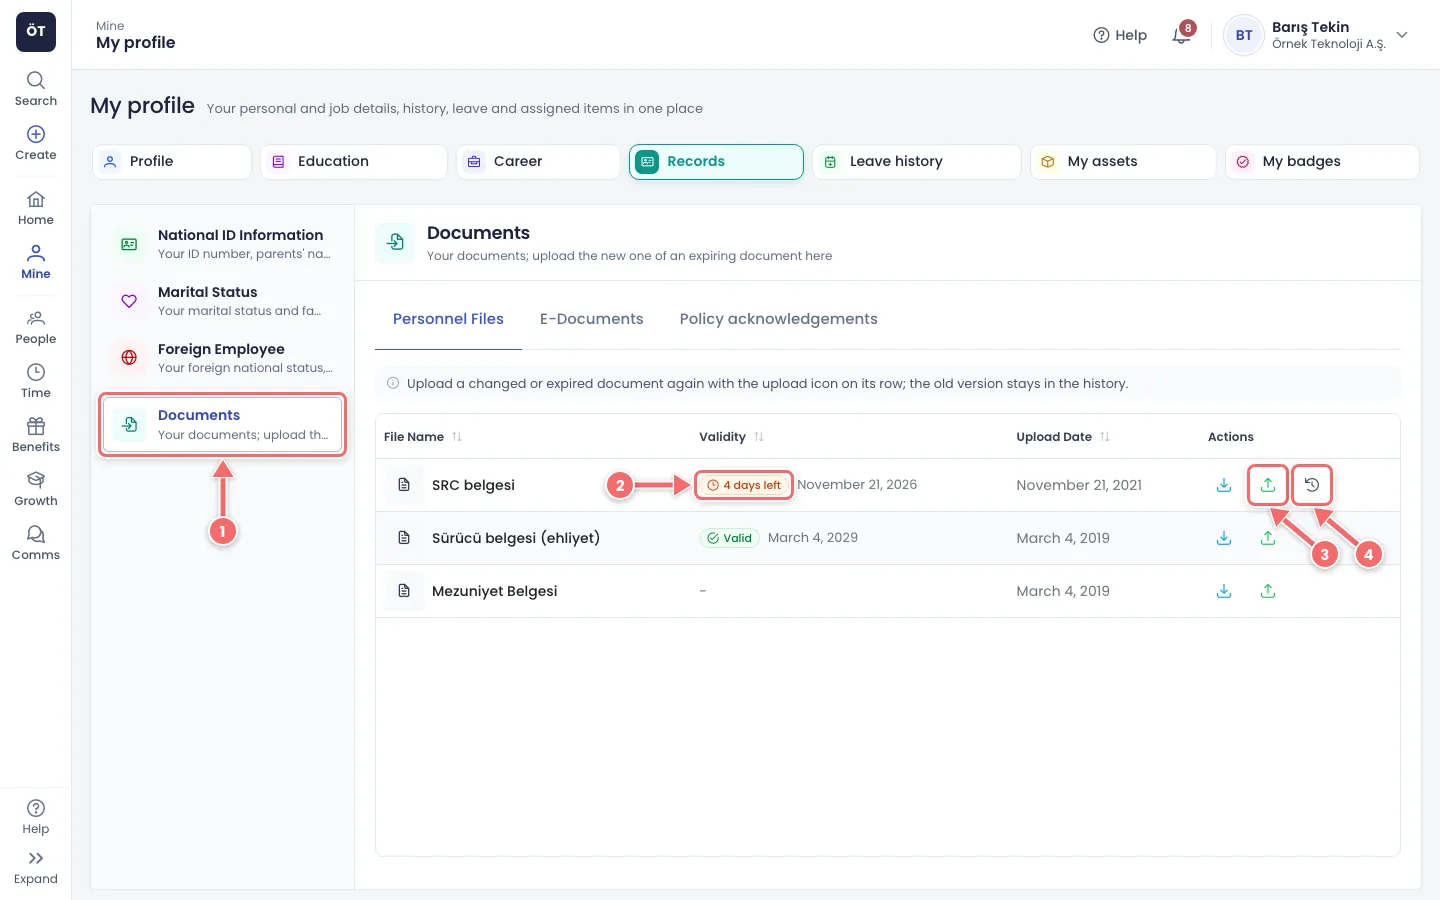 ÖT
Search
Create
Home
Mine
People
Time
Benefits
Growth
Comms
Help
Expand
Mine
My profile
Help
8
BT
Barış Tekin
Örnek Teknoloji A.Ş.
My profile
Your personal and job details, history, leave and assigned items in one place
Profile
Education
Career
Records
Leave history
My assets
My badges
National ID Information
Your ID number, parents' na...
Marital Status
Your marital status and fa...
Foreign Employee
Your foreign national status,...
Documents
Your documents; upload th...
1
Documents
Your documents; upload the new one of an expiring document here
Personnel Files
E-Documents
Policy acknowledgements
Upload a changed or expired document again with the upload icon on its row; the old version stays in the history.
File Name
Validity
Upload Date
Actions
SRC belgesi
2
4 days left
November 21, 2026
November 21, 2021
Sürücü belgesi (ehliyet)
Valid
March 4, 2029
March 4, 2019
3
4
Mezuniyet Belgesi
-
March 4, 2019